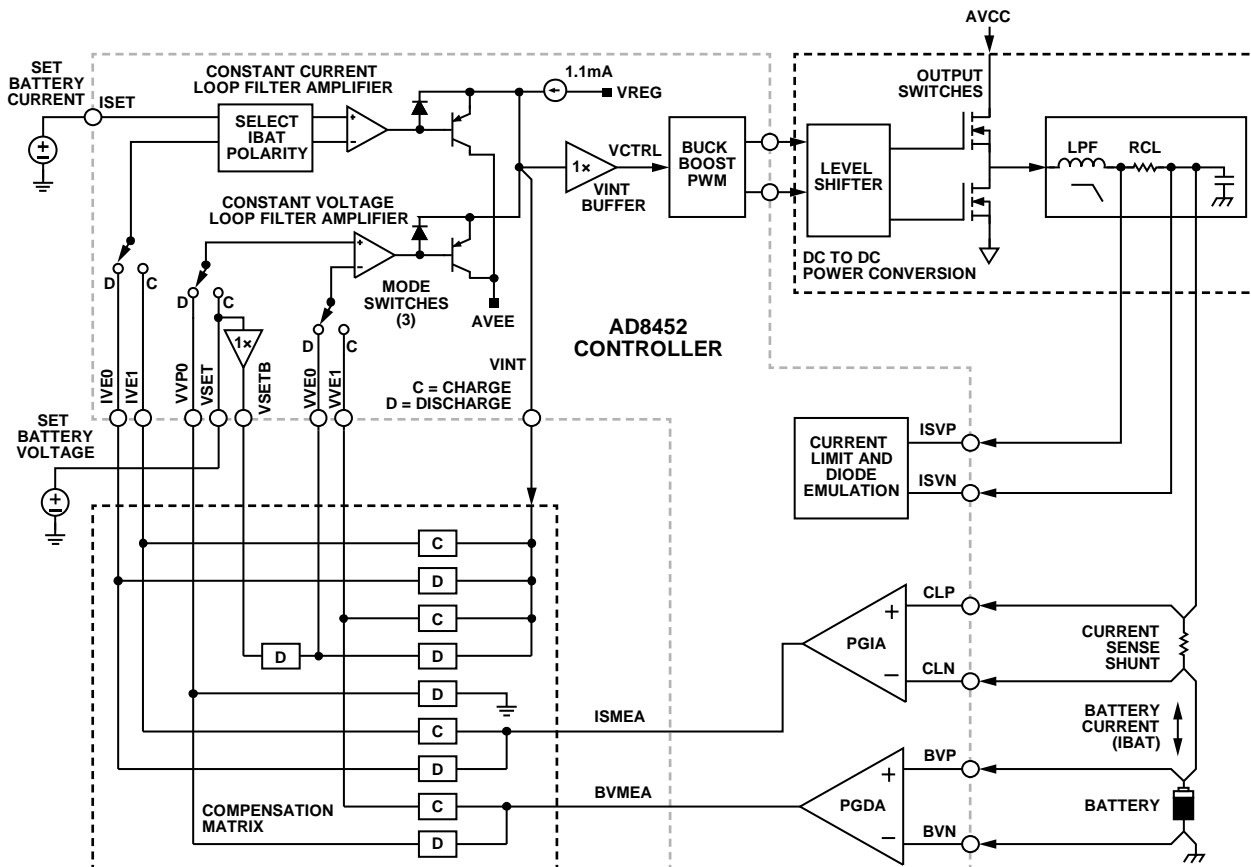 AVCC
SET
BATTERY
CURRENT
ISET
CONSTANT CURRENT
LOOP FILTER AMPLIFIER
SELECT
IBAT
POLARITY
+
−
1.1mA
VREG
1×
VCTRL
VINT
BUFFER
BUCK
BOOST
PWM
OUTPUT
SWITCHES
LEVEL
SHIFTER
LPF
RCL
DC TO DC
POWER CONVERSION
CONSTANT VOLTAGE
LOOP FILTER AMPLIFIER
+
−
D
C
D
C
MODE
SWITCHES
(3)
AVEE
1×
D
C
AD8452
CONTROLLER
VINT
C = CHARGE
D = DISCHARGE
IVE0
IVE1
VVP0
VSET
VSETB
VVE0
VVE1
SET
BATTERY
VOLTAGE
CURRENT
LIMIT AND
DIODE
EMULATION
ISVP
ISVN
C
D
C
D
D
D
C
D
C
D
COMPENSATION
MATRIX
ISMEA
BVMEA
+
PGIA
−
CLP
CLN
CURRENT
SENSE
SHUNT
BATTERY
CURRENT
(IBAT)
+
PGDA
−
BVP
BVN
BATTERY